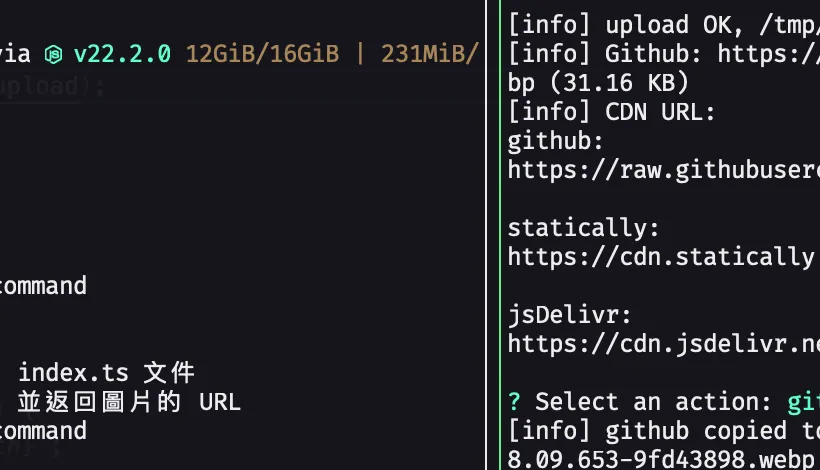 via v22.2.0 12GiB/16GiB | 231MiB/
upload);
command
index.ts 文件
並返回圖片的 URL
command
[info] upload OK, /tmp/
[info] Github: https://
bp (31.16 KB)
[info] CDN URL:
github:
https://raw.githubuserc
statically:
https://cdn.statically
jsDelivr:
https://cdn.jsdelivr.ne
? Select an action: git
[info] github copied to
8.09.653-9fd43898.webp